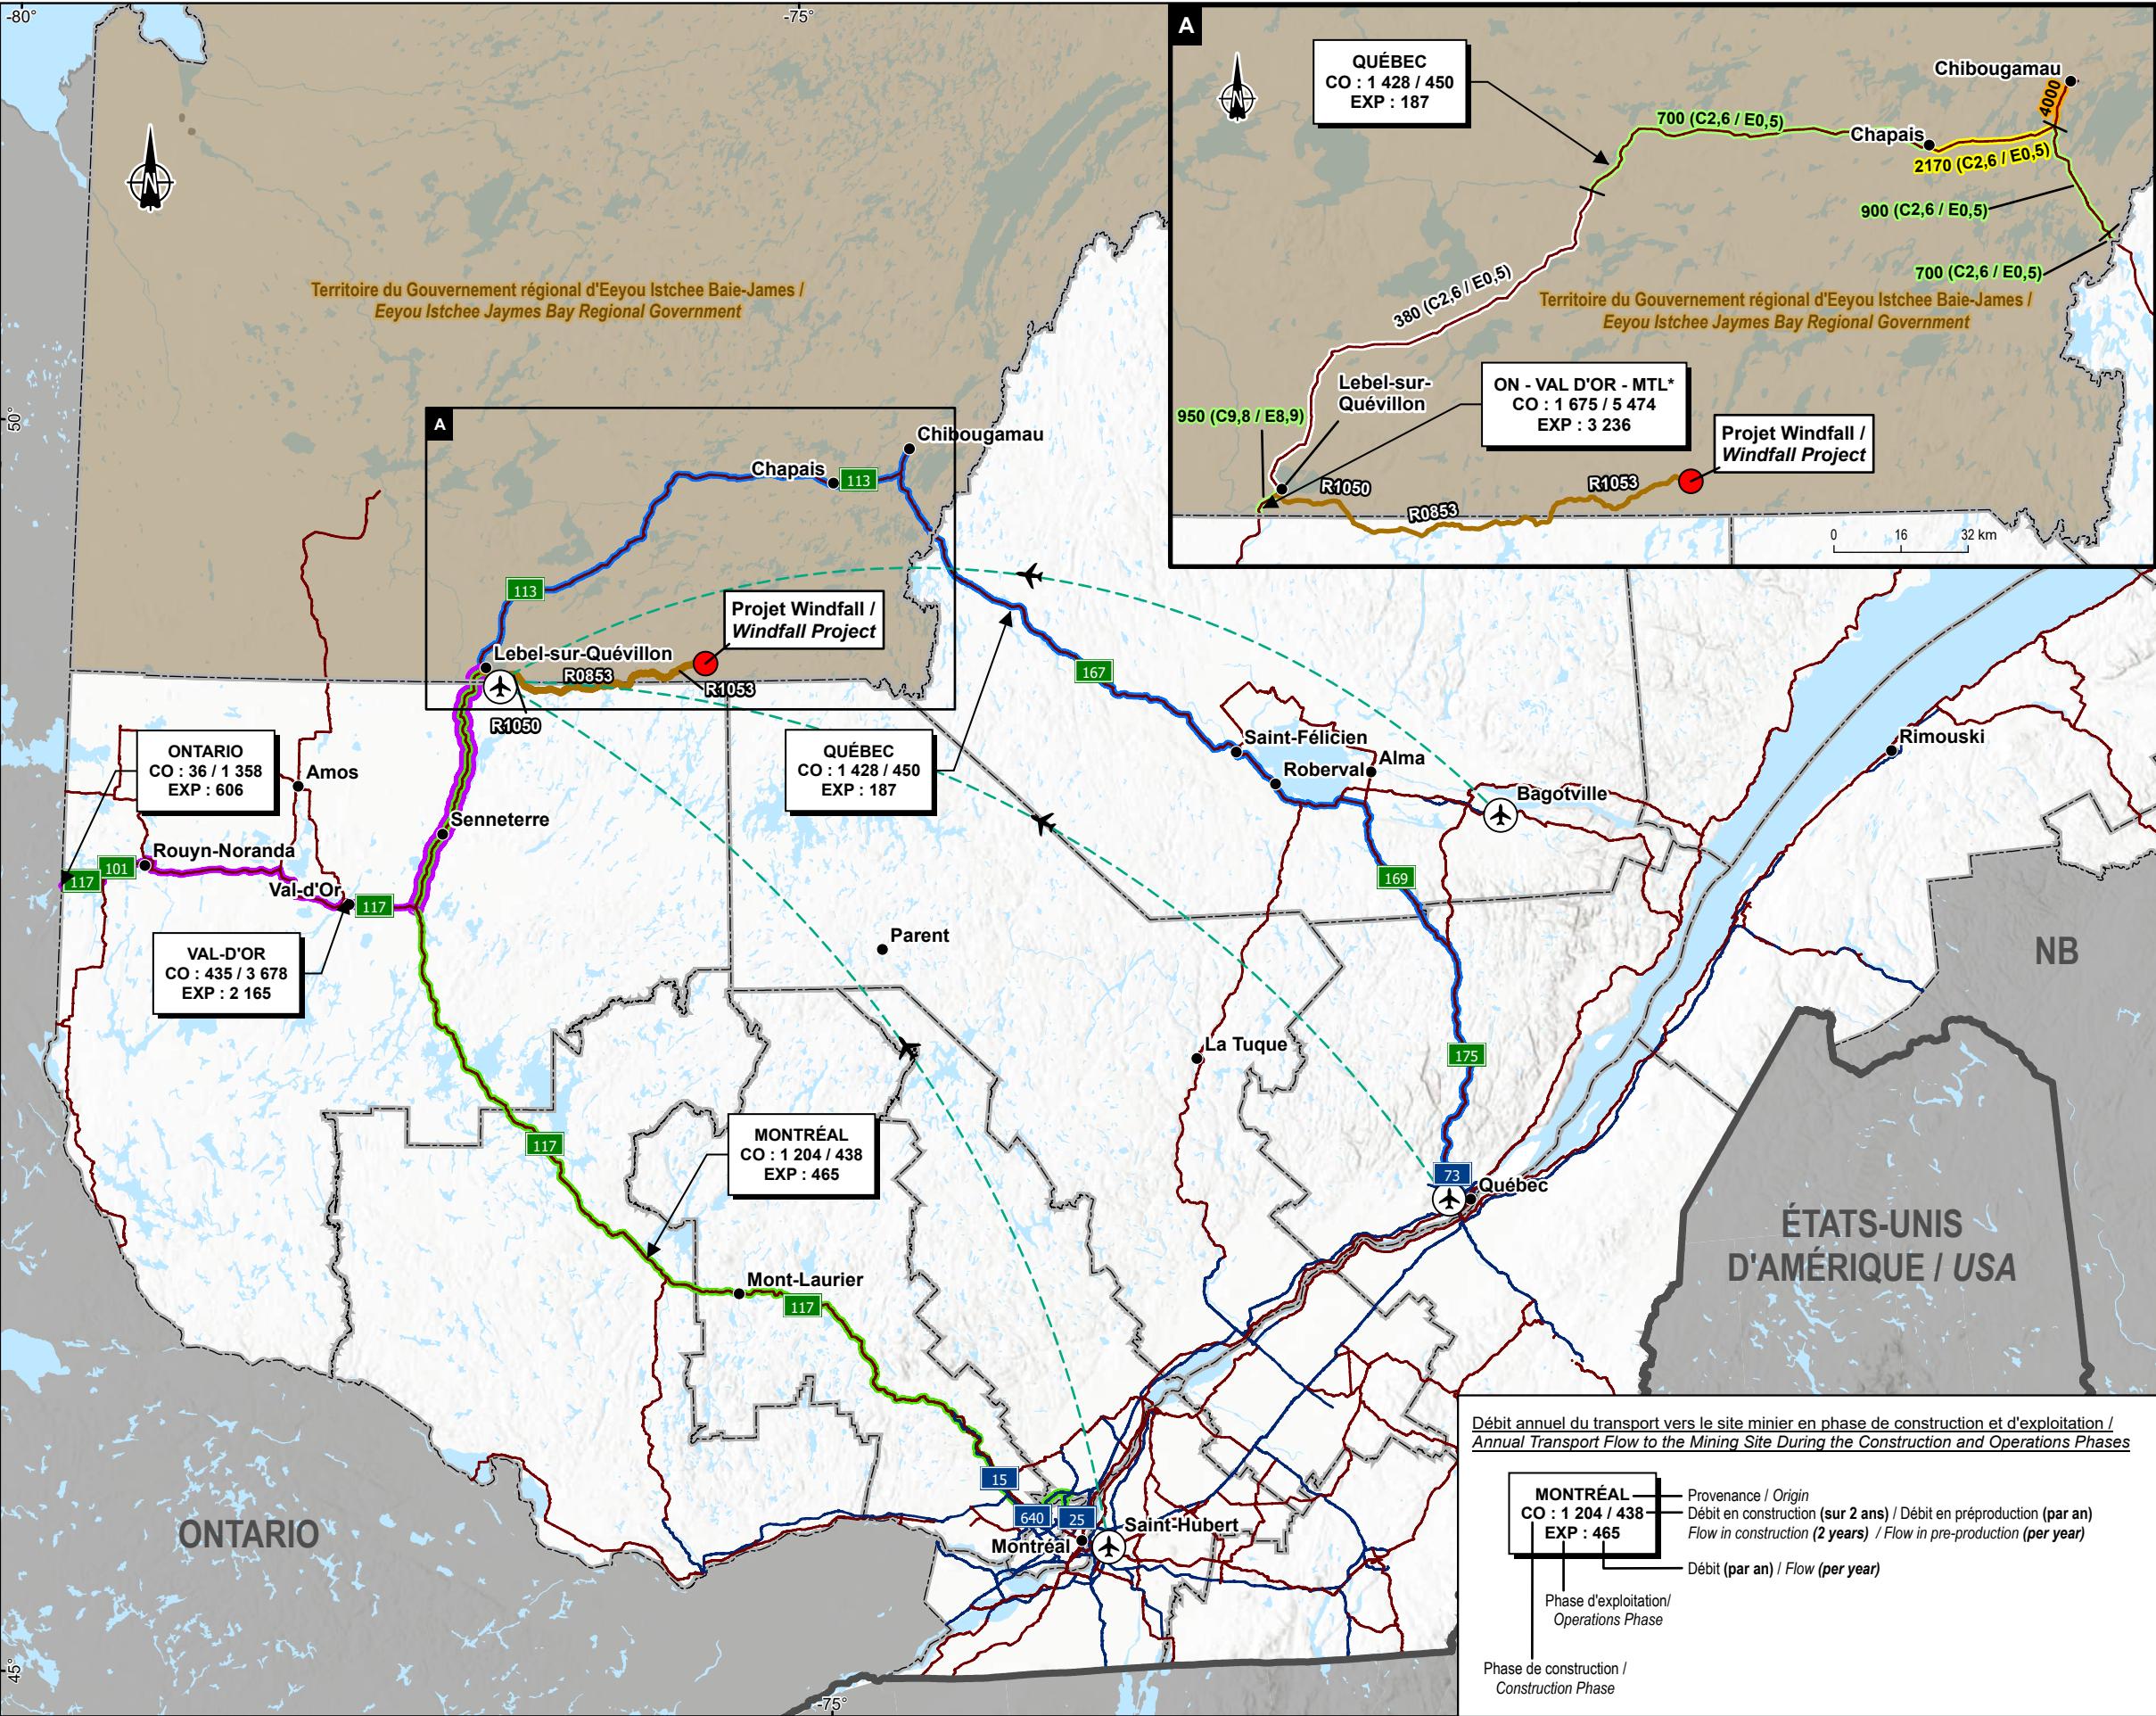 -80°
-75°
50°
45°
-75°
N
Territoire du Gouvernement régional d'Eeyou Istchee Baie-James /
Eeyou Istchee Jaymes Bay Regional Government
A
Chibougamau
Chapais
113
113
Projet Windfall /
Windfall Project
Lebel-sur-Quévillon
R0853
R1053
R1050
167
ONTARIO
CO : 36 / 1 358
EXP : 606
Amos
QUÉBEC
CO : 1 428 / 450
EXP : 187
Saint-Félicien
Roberval
Alma
Bagotville
Rimouski
Senneterre
Rouyn-Noranda
101
117
Val-d'Or
117
169
VAL-D'OR
CO : 435 / 3 678
EXP : 2 165
Parent
NB
La Tuque
175
117
MONTRÉAL
CO : 1 204 / 438
EXP : 465
73
Québec
ÉTATS-UNIS
D'AMÉRIQUE / USA
Mont-Laurier
117
15
640
25
Saint-Hubert
Montréal
ONTARIO
A
N
QUÉBEC
CO : 1 428 / 450
EXP : 187
Chibougamau
4000
700 (C2,6 / E0,5)
Chapais
2170 (C2,6 / E0,5)
900 (C2,6 / E0,5)
700 (C2,6 / E0,5)
380 (C2,6 / E0,5)
Territoire du Gouvernement régional d'Eeyou Istchee Baie-James /
Eeyou Istchee Jaymes Bay Regional Government
Lebel-sur-
Quévillon
ON - VAL D'OR - MTL*
CO : 1 675 / 5 474
EXP : 3 236
950 (C9,8 / E8,9)
Projet Windfall /
Windfall Project
R1050
R0853
R1053
0 16 32 km
Débit annuel du transport vers le site minier en phase de construction et d'exploitation /
Annual Transport Flow to the Mining Site During the Construction and Operations Phases
MONTRÉAL
CO : 1 204 / 438
EXP : 465
Provenance / Origin
Débit en construction (sur 2 ans) / Débit en préproduction (par an)
Flow in construction (2 years) / Flow in pre-production (per year)
Débit (par an) / Flow (per year)
Phase d'exploitation/
Operations Phase
Phase de construction /
Construction Phase